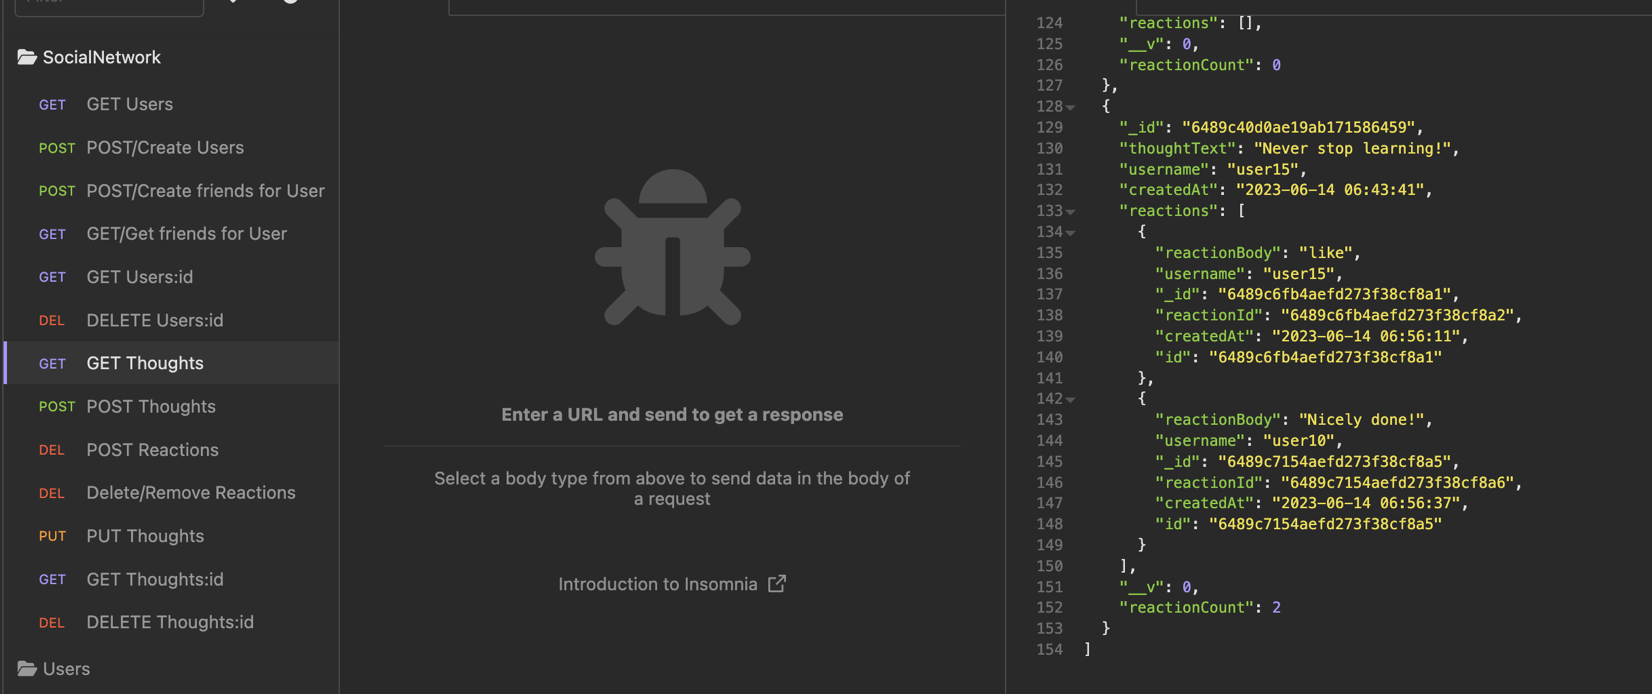 SocialNetwork
GET GET Users
POST POST/Create Users
POST POST/Create friends for User
GET GET/Get friends for User
GET GET Users:id
DEL DELETE Users:id
GET GET Thoughts
POST POST Thoughts
DEL POST Reactions
DEL Delete/Remove Reactions
PUT PUT Thoughts
GET GET Thoughts:id
DEL DELETE Thoughts:id
Users
Enter a URL and send to get a response
Select a body type from above to send data in the body of
a request
Introduction to Insomnia
124 "reactions": [],
125 "__v": 0,
126 "reactionCount": 0
127 },
128 {
129 "_id": "6489c40d0ae19ab171586459",
130 "thoughtText": "Never stop learning!",
131 "username": "user15",
132 "createdAt": "2023-06-14 06:43:41",
133 "reactions": [
134 {
135 "reactionBody": "like",
136 "username": "user15",
137 "_id": "6489c6fb4aefd273f38cf8a1",
138 "reactionId": "6489c6fb4aefd273f38cf8a2",
139 "createdAt": "2023-06-14 06:56:11",
140 "id": "6489c6fb4aefd273f38cf8a1"
141 },
142 {
143 "reactionBody": "Nicely done!",
144 "username": "user10",
145 "_id": "6489c7154aefd273f38cf8a5",
146 "reactionId": "6489c7154aefd273f38cf8a6",
147 "createdAt": "2023-06-14 06:56:37",
148 "id": "6489c7154aefd273f38cf8a5"
149 }
150 ],
151 "__v": 0,
152 "reactionCount": 2
153 }
154 ]